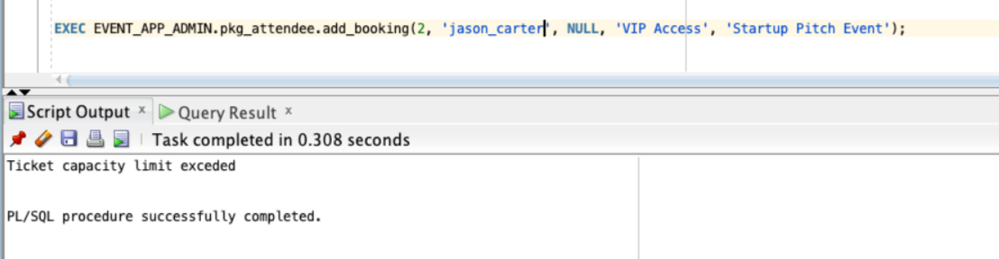 EXEC EVENT_APP_ADMIN.pkg_attendee.add_booking(2, 'jason_carter', NULL, 'VIP Access', 'Startup Pitch Event');
Script Output x Query Result x
Task completed in 0.308 seconds
Ticket capacity limit exceded
PL/SQL procedure successfully completed.